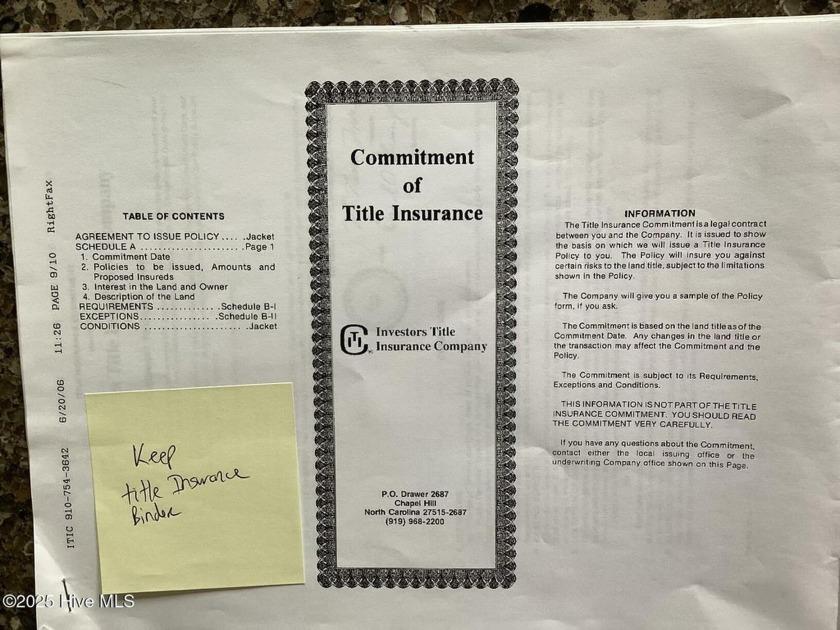 ITIC 910-754-3642 6/20/06 11:26 PAGE 9/10 RightFax
TABLE OF CONTENTS
AGREEMENT TO ISSUE POLICY .... .Jacket
SCHEDULE A ...................... .Page 1
1. Commitment Date
2. Policies to be issued, Amounts and
Proposed Insureds
3. Interest in the Land and Owner
4. Description of the Land
REQUIREMENTS ............. .Schedule B-I
EXCEPTIONS ............... .Schedule B-II
CONDITIONS ...................... .Jacket
Keep
title Insurance
Binder
Commitment
of
Title Insurance
Investors Title
Insurance Company
P.O. Drawer 2687
Chapel Hill
North Carolina 27515-2687
(919) 968-2200
INFORMATION
The Title Insurance Commitment is a legal contract
between you and the Company. It is issued to show
the basis on which we will issue a Title Insurance
Policy to you. The Policy will insure you against
certain risks to the land title, subject to the limitations
shown in the Policy.
The Company will give you a sample of the Policy
form, if you ask.
The Commitment is based on the land title as of the
Commitment Date. Any changes in the land title or
the transaction may affect the Commitment and the
Policy.
The Commitment is subject to its Requirements,
Exceptions and Conditions.
THIS INFORMATION IS NOT PART OF THE TITLE
INSURANCE COMMITMENT. YOU SHOULD READ
THE COMMITMENT VERY CAREFULLY.
If you have any questions about the Commitment,
contact either the local issuing office or the
underwriting Company office shown on this Page.
©2025 Hive MLS